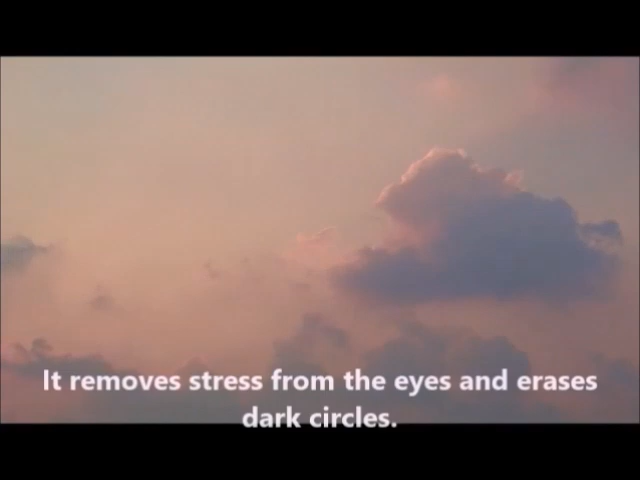 It removes stress from the eyes and erases
dark circles.